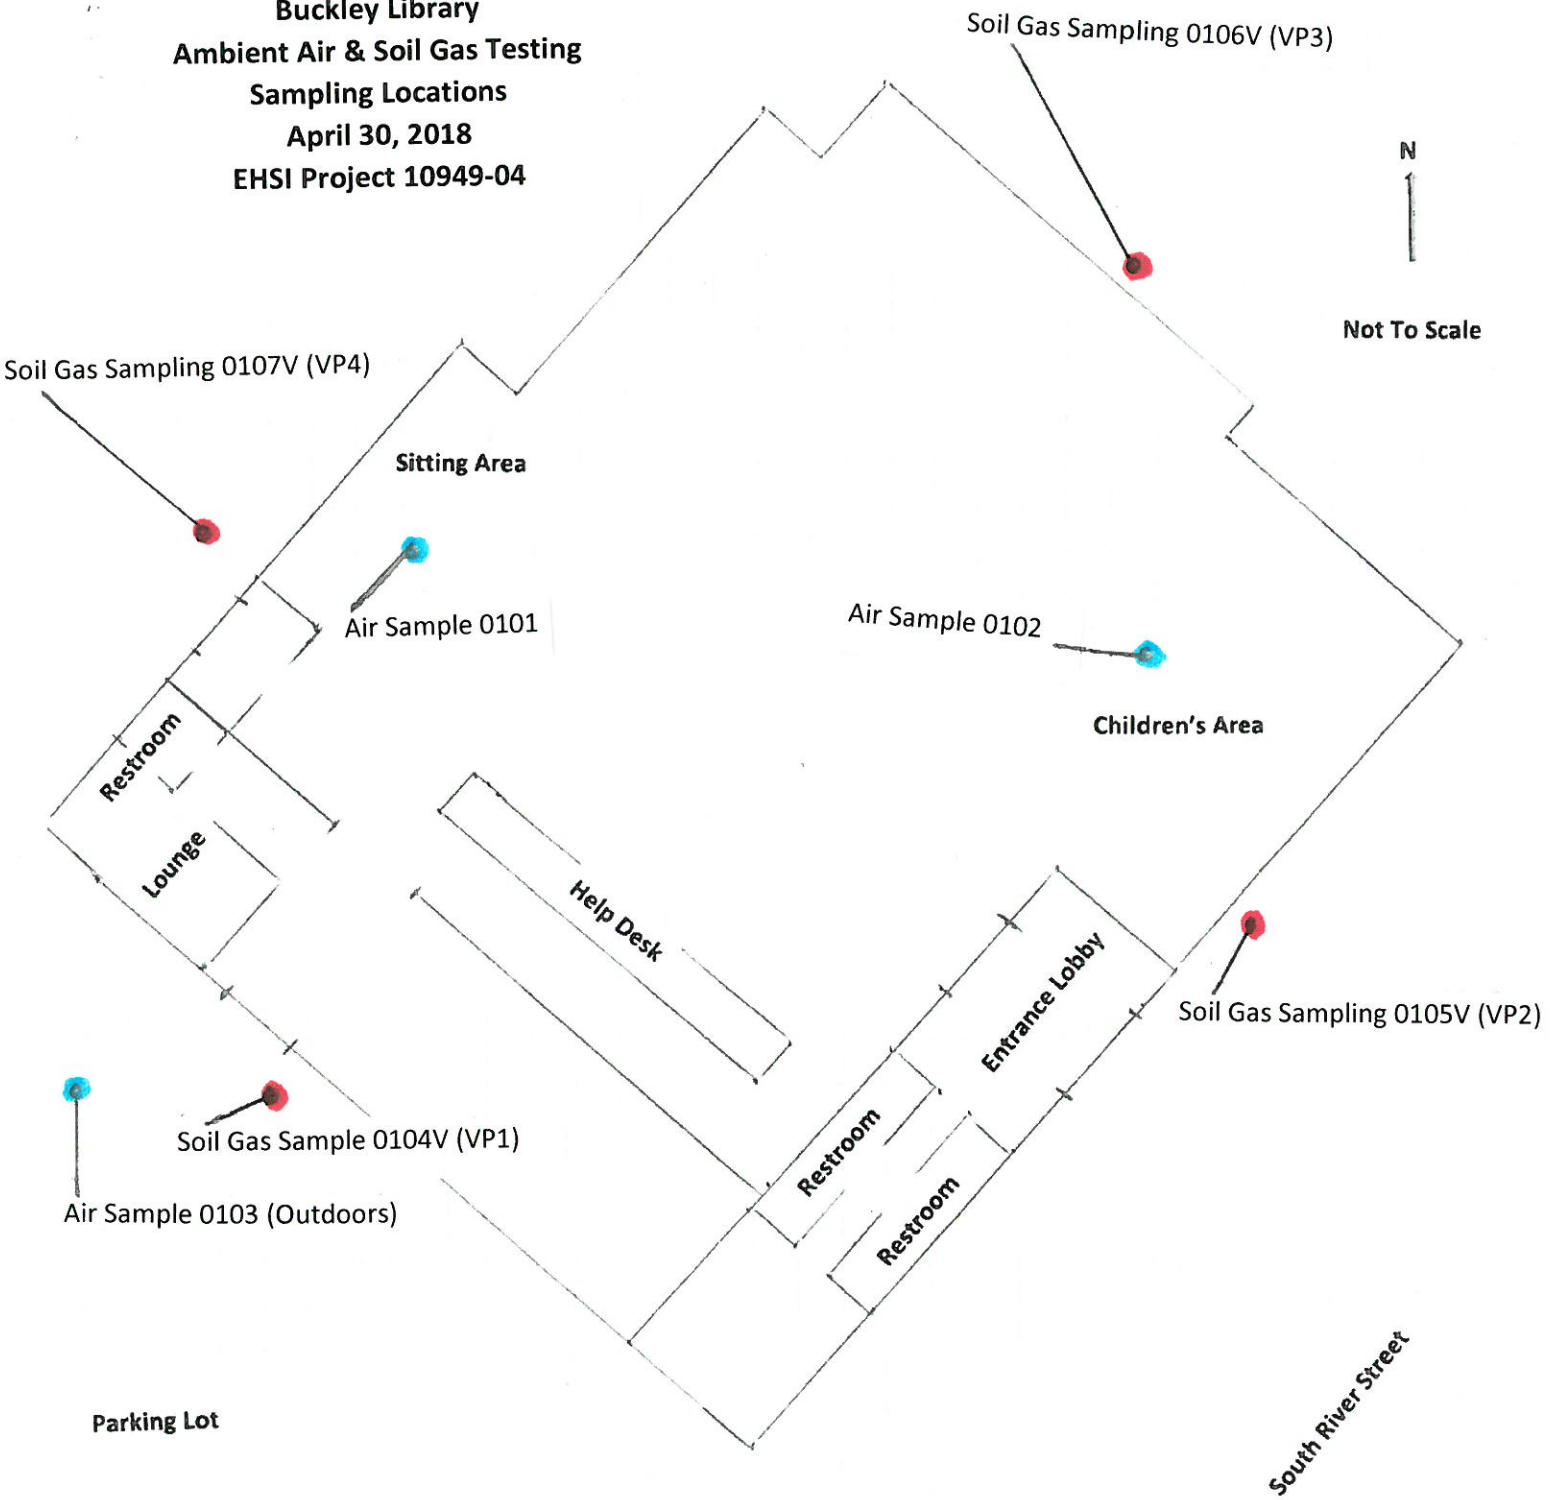 Buckley Library
Ambient Air & Soil Gas Testing
Sampling Locations
April 30, 2018
EHSI Project 10949-04
Soil Gas Sampling 0106V (VP3)
N
Not To Scale
Soil Gas Sampling 0107V (VP4)
Sitting Area
Air Sample 0101
Air Sample 0102
Children's Area
Restroom
Lounge
Help Desk
Entrance Lobby
Soil Gas Sampling 0105V (VP2)
Soil Gas Sample 0104V (VP1)
Air Sample 0103 (Outdoors)
Restroom
Restroom
Parking Lot
South River Street